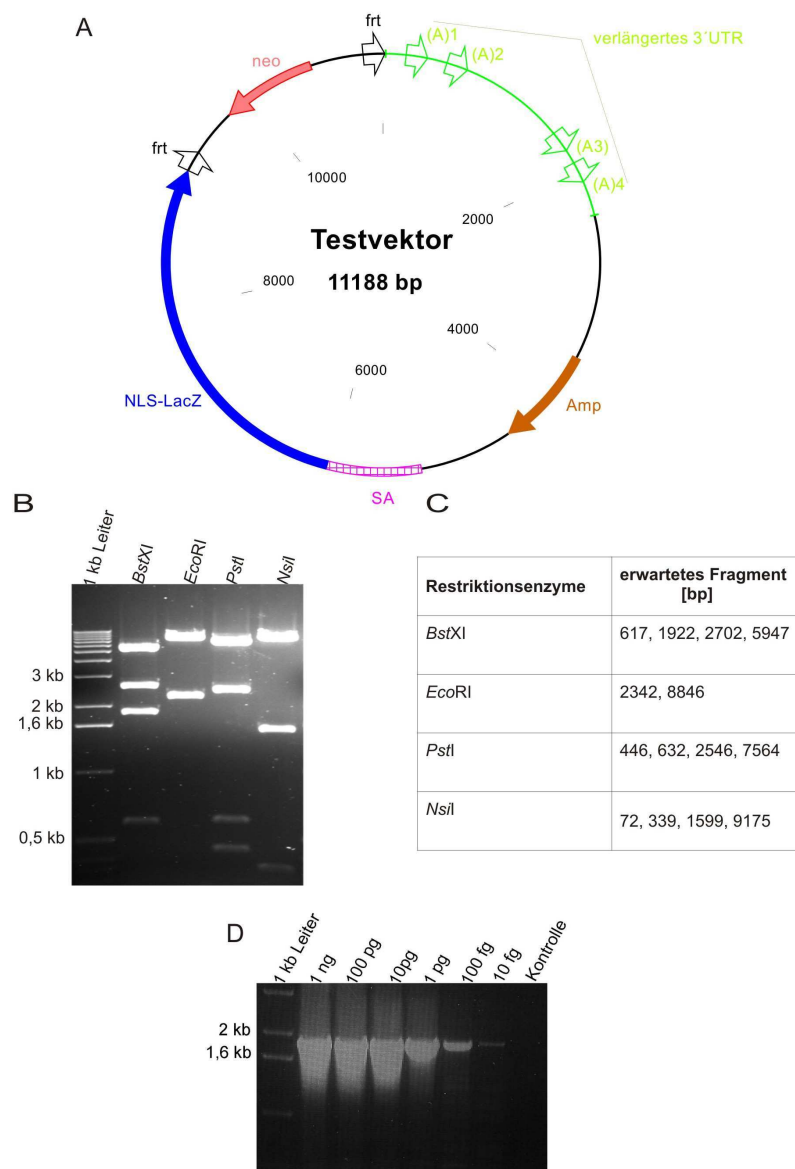 A
frt
(A)1
(A)2
verlängertes 3´UTR
neo
frt
(A3)
(A)4
10000
2000
Testvektor
11188 bp
8000
4000
6000
NLS-LacZ
Amp
SA
B
1 kb Leiter
BstXI
EcoRI
PstI
NsiI
3 kb
2 kb
1,6 kb
1 kb
0,5 kb
C
Restriktionsenzyme
erwartetes Fragment
[bp]
BstXI
617, 1922, 2702, 5947
EcoRI
2342, 8846
PstI
446, 632, 2546, 7564
NsiI
72, 339, 1599, 9175
D
1 kb Leiter
1 ng
100 pg
10pg
1 pg
100 fg
10 fg
Kontrolle
2 kb
1,6 kb